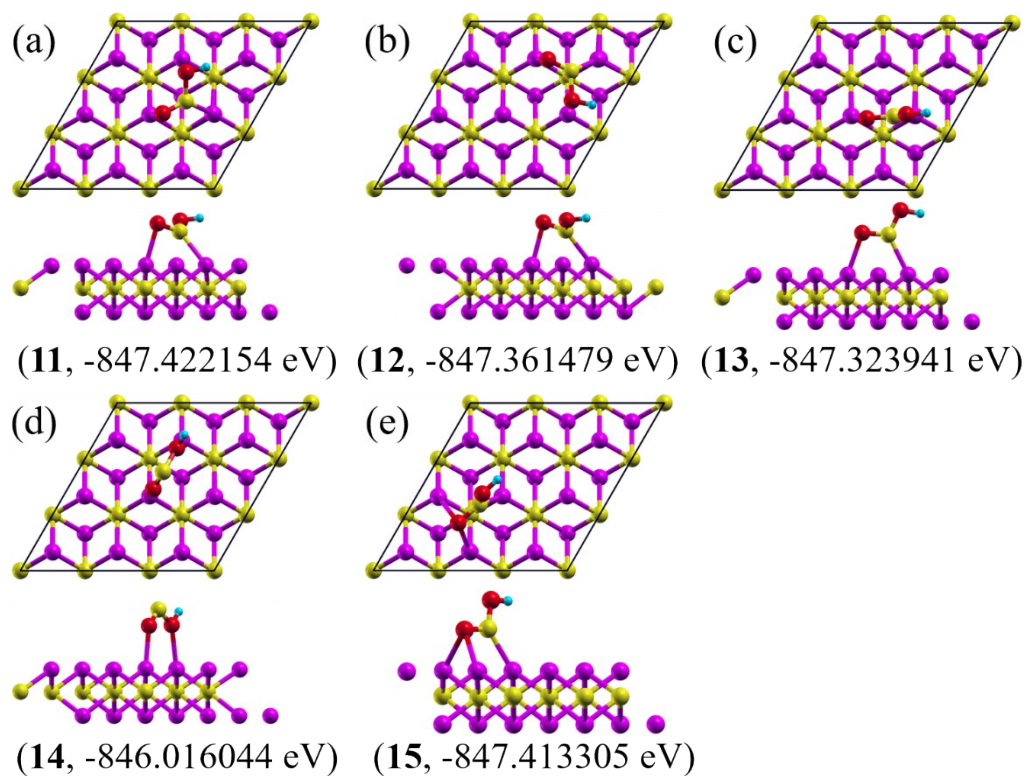 (a) (b) (c)
(11, -847.422154 eV) (12, -847.361479 eV) (13, -847.323941 eV)
(d) (e)
(14, -846.016044 eV) (15, -847.413305 eV)